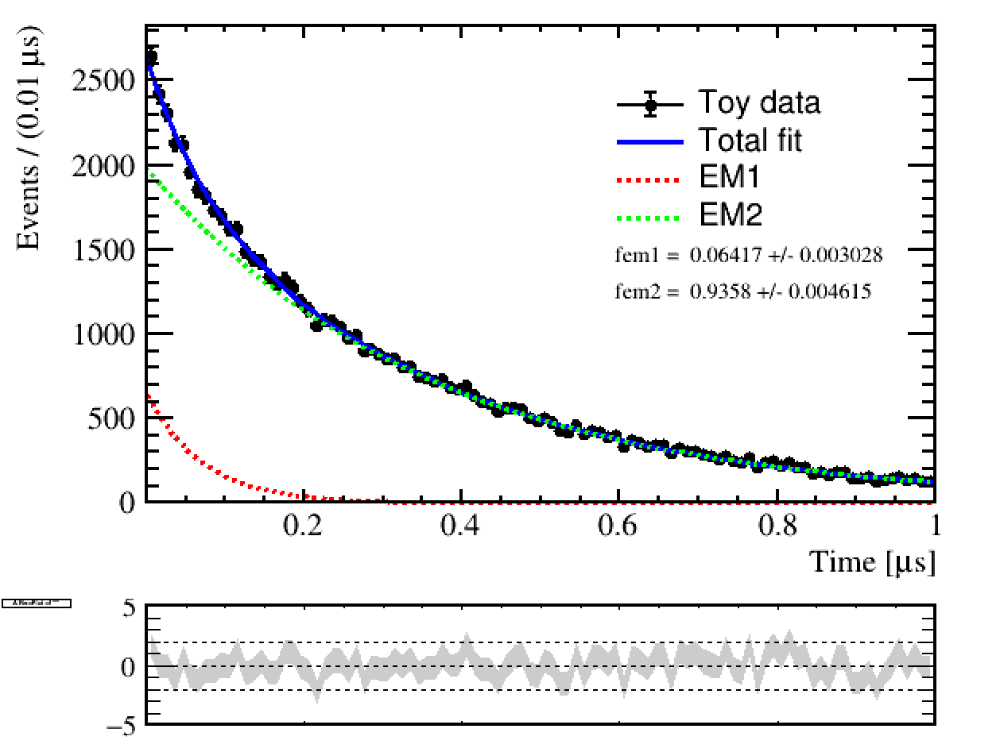 Events / (0.01 μs)
2500
2000
1500
1000
500
0
Toy data
Total fit
EM1
EM2
fem1 = 0.06417 +/- 0.003028
fem2 = 0.9358 +/- 0.004615
0.2 0.4 0.6 0.8 1
Time [μs]
5
0
−5